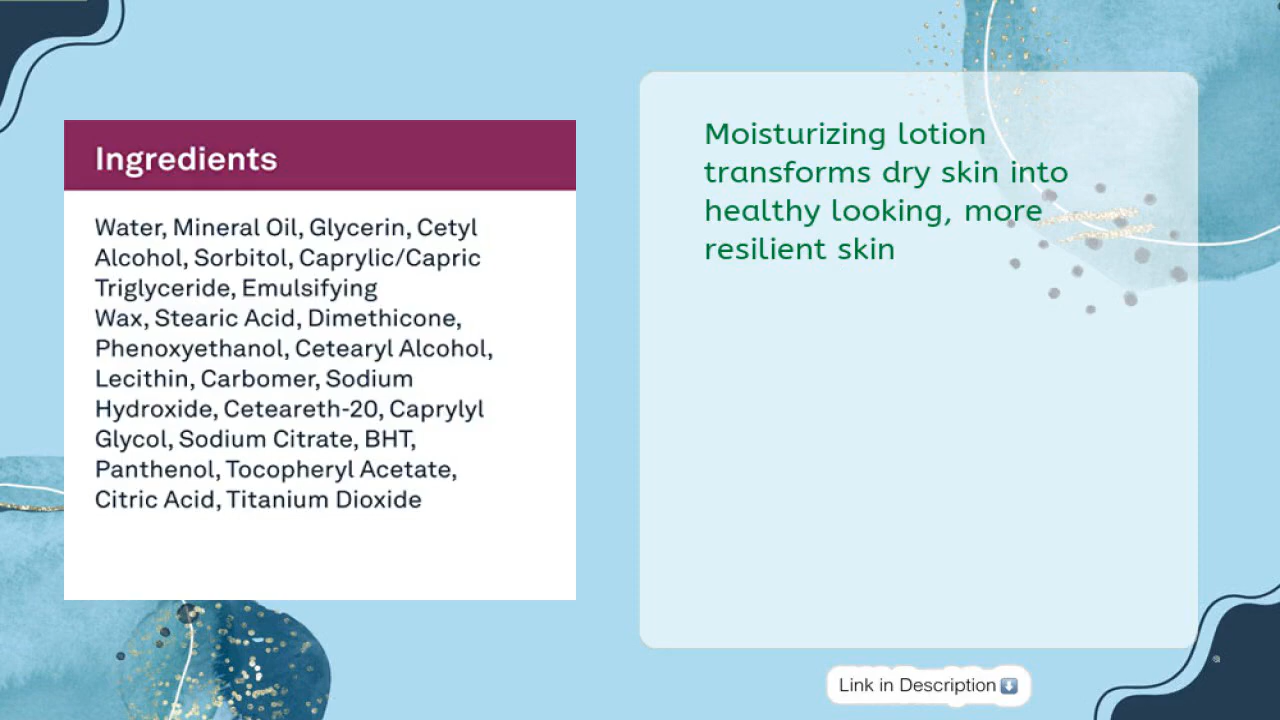 Ingredients
Water, Mineral Oil, Glycerin, Cetyl
Alcohol, Sorbitol, Caprylic/Capric
Triglyceride, Emulsifying
Wax, Stearic Acid, Dimethicone,
Phenoxyethanol, Cetearyl Alcohol,
Lecithin, Carbomer, Sodium
Hydroxide, Ceteareth-20, Caprylyl
Glycol, Sodium Citrate, BHT,
Panthenol, Tocopheryl Acetate,
Citric Acid, Titanium Dioxide
Moisturizing lotion
transforms dry skin into
healthy looking, more
resilient skin
Link in Description ⬇️